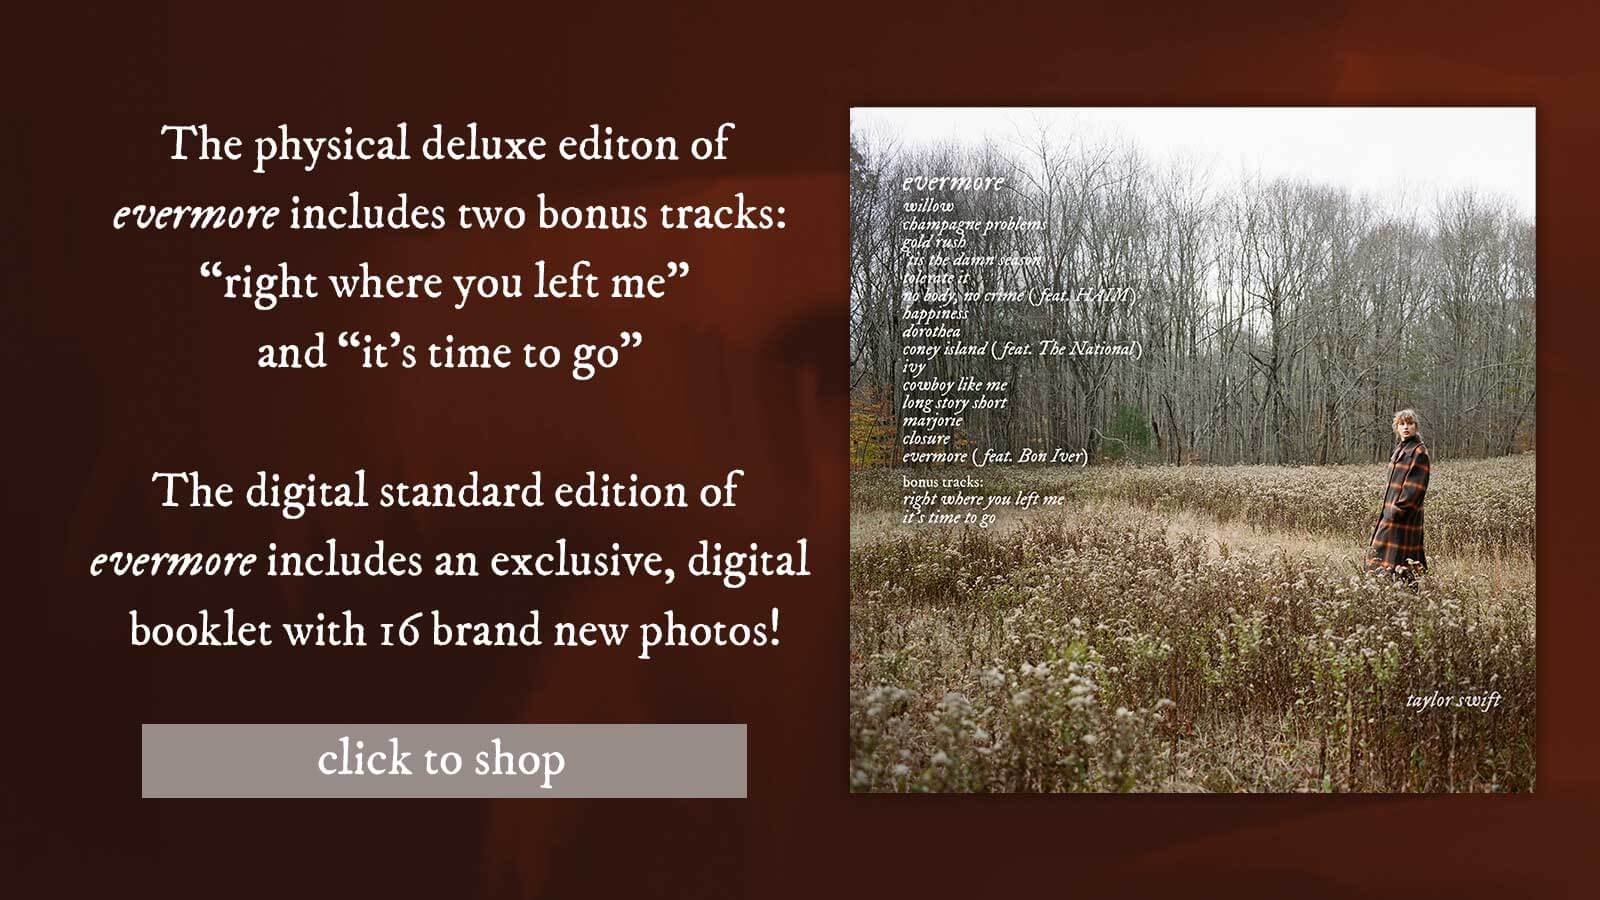 The physical deluxe editon of
evermore includes two bonus tracks:
“right where you left me”
and “it’s time to go”
The digital standard edition of
evermore includes an exclusive, digital
booklet with 16 brand new photos!
click to shop
evermore
willow
champagne problems
gold rush
’tis the damn season
tolerate it
no body, no crime (feat. HAIM)
happiness
dorothea
coney island (feat. The National)
ivy
cowboy like me
long story short
marjorie
closure
evermore (feat. Bon Iver)
bonus tracks:
right where you left me
it’s time to go
taylor swift